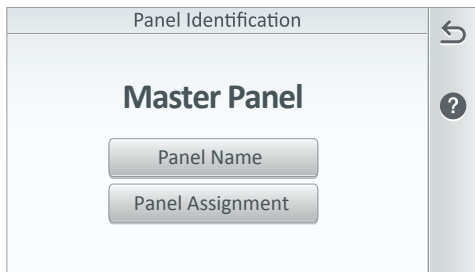 Panel Identification
Master Panel
?
Panel Name
Panel Assignment